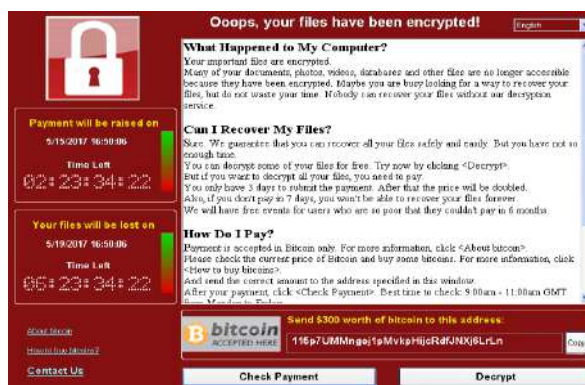 Ooops, your files have been encrypted!
English
What Happened to My Computer?
Your important files are encrypted.
Many of your documents, photos, videos, databases and other files are no longer accessible
because they have been encrypted. Maybe you are busy looking for a way to recover your
files, but do not waste your time. Nobody can recover your files without our decryption
service.
Can I Recover My Files?
Sure. We guarantee that you can recover all your files safely and easily. But you have not so
enough time.
You can decrypt some of your files for free. Try now by clicking <Decrypt>.
But if you want to decrypt all your files, you need to pay.
You only have 3 days to submit the payment. After that the price will be doubled.
Also, if you don't pay in 7 days, you won't be able to recover your files forever.
We will have free events for users who are so poor that they couldn't pay in 6 months.
How Do I Pay?
Payment is accepted in Bitcoin only. For more information, click <About bitcoin>.
Please check the current price of Bitcoin and buy some bitcoins. For more information, click
<How to buy bitcoins>.
And send the correct amount to the address specified in this window.
After your payment, click <Check Payment>. Best time to check: 9:00am - 11:00am GMT
from Monday to Friday.
Payment will be raised on
5/15/2017 16:50:06
Time Left
02:23:34:22
Your files will be lost on
5/19/2017 16:50:06
Time Left
06:23:34:22
About bitcoin
How to buy bitcoins?
Contact Us
bitcoin
ACCEPTED HERE
Send $300 worth of bitcoin to this address:
Copy
Check Payment
Decrypt